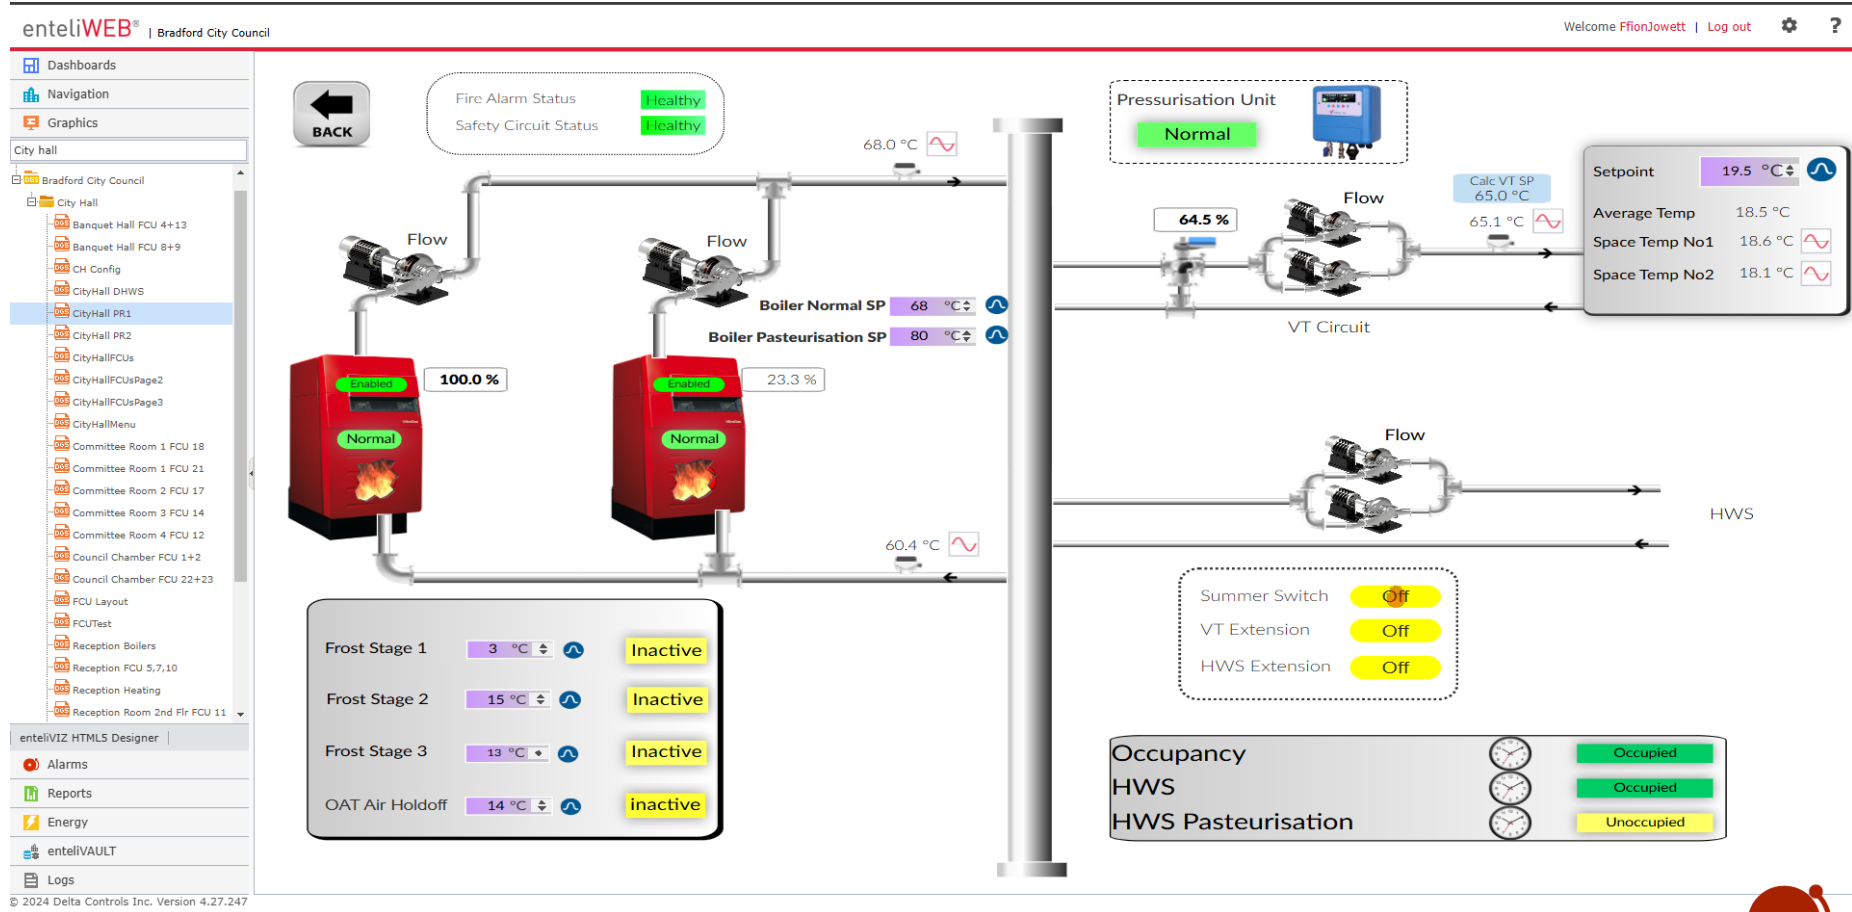 enteliWEB® | Bradford City Council
Welcome FfionJowett | Log out ?
Dashboards
Navigation
Graphics
City hall
Bradford City Council
City Hall
Banquet Hall FCU 4+13
Banquet Hall FCU 8+9
CH Config
CityHall DHWS
CityHall PR1
CityHall PR2
CityHallFCUs
CityHallFCUsPage2
CityHallFCUsPage3
CityHallMenu
Committee Room 1 FCU 18
Committee Room 1 FCU 21
Committee Room 2 FCU 17
Committee Room 3 FCU 14
Committee Room 4 FCU 12
Council Chamber FCU 1+2
Council Chamber FCU 22+23
FCU Layout
FCUTest
Reception Boilers
Reception FCU 5,7,10
Reception Heating
Reception Room 2nd Flr FCU 11
enteliVIZ HTML5 Designer
Alarms
Reports
Energy
enteliVAULT
Logs
© 2024 Delta Controls Inc. Version 4.27.247
BACK
Fire Alarm Status Healthy
Safety Circuit Status Healthy
68.0 °C
Flow
Flow
Boiler Normal SP 68 °C
Boiler Pasteurisation SP 80 °C
Enabled
100.0 %
Normal
Enabled
23.3 %
Normal
60.4 °C
Frost Stage 1 3 °C Inactive
Frost Stage 2 15 °C Inactive
Frost Stage 3 13 °C Inactive
OAT Air Holdoff 14 °C inactive
Pressurisation Unit
Normal
64.5 %
Flow
Calc VT SP
65.0 °C
65.1 °C
VT Circuit
Setpoint 19.5 °C
Average Temp 18.5 °C
Space Temp No1 18.6 °C
Space Temp No2 18.1 °C
Flow
HWS
Summer Switch Off
VT Extension Off
HWS Extension Off
Occupancy Occupied
HWS Occupied
HWS Pasteurisation Unoccupied